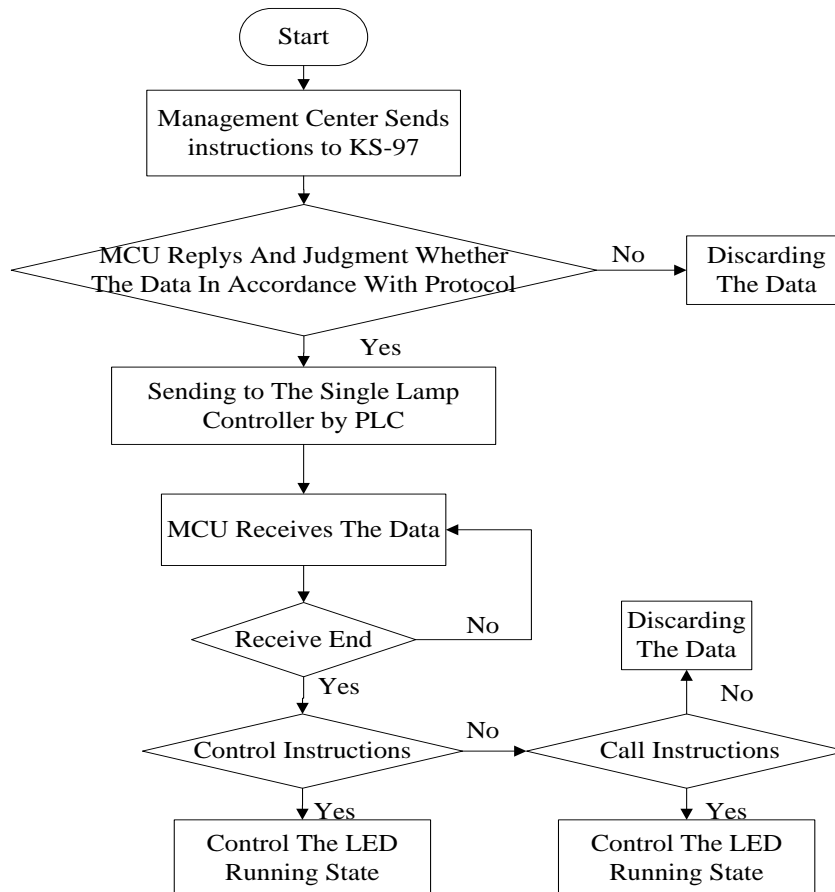 Start
Management Center Sends
instructions to KS-97
MCU Replys And Judgment Whether
The Data In Accordance With Protocol
No
Discarding
The Data
Yes
Sending to The Single Lamp
Controller by PLC
MCU Receives The Data
Receive End
No
Discarding
The Data
Yes
No
Control Instructions
No
Call Instructions
Yes
Yes
Control The LED
Running State
Control The LED
Running State